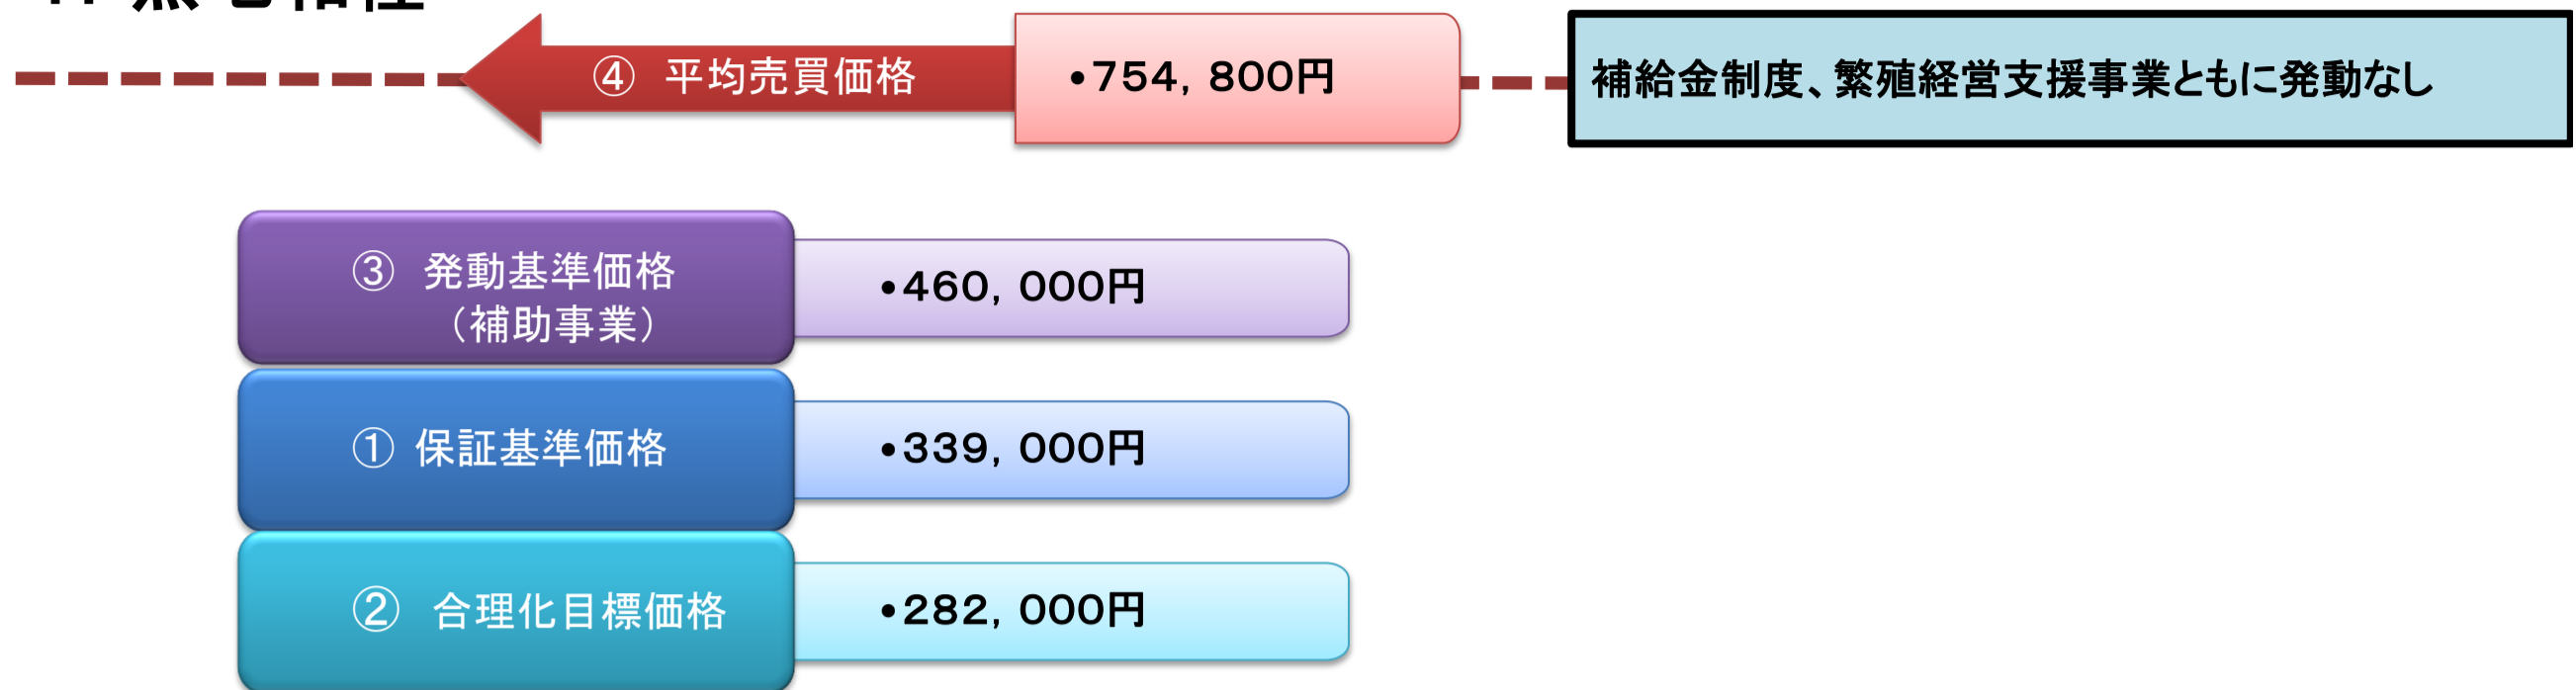 ④　平均売買価格
•７５４，８００円
補給金制度、繁殖経営支援事業ともに発動なし
③　発動基準価格
（補助事業）
•４６０，０００円
① 保証基準価格
•３３９，０００円
②　合理化目標価格
•２８２，０００円